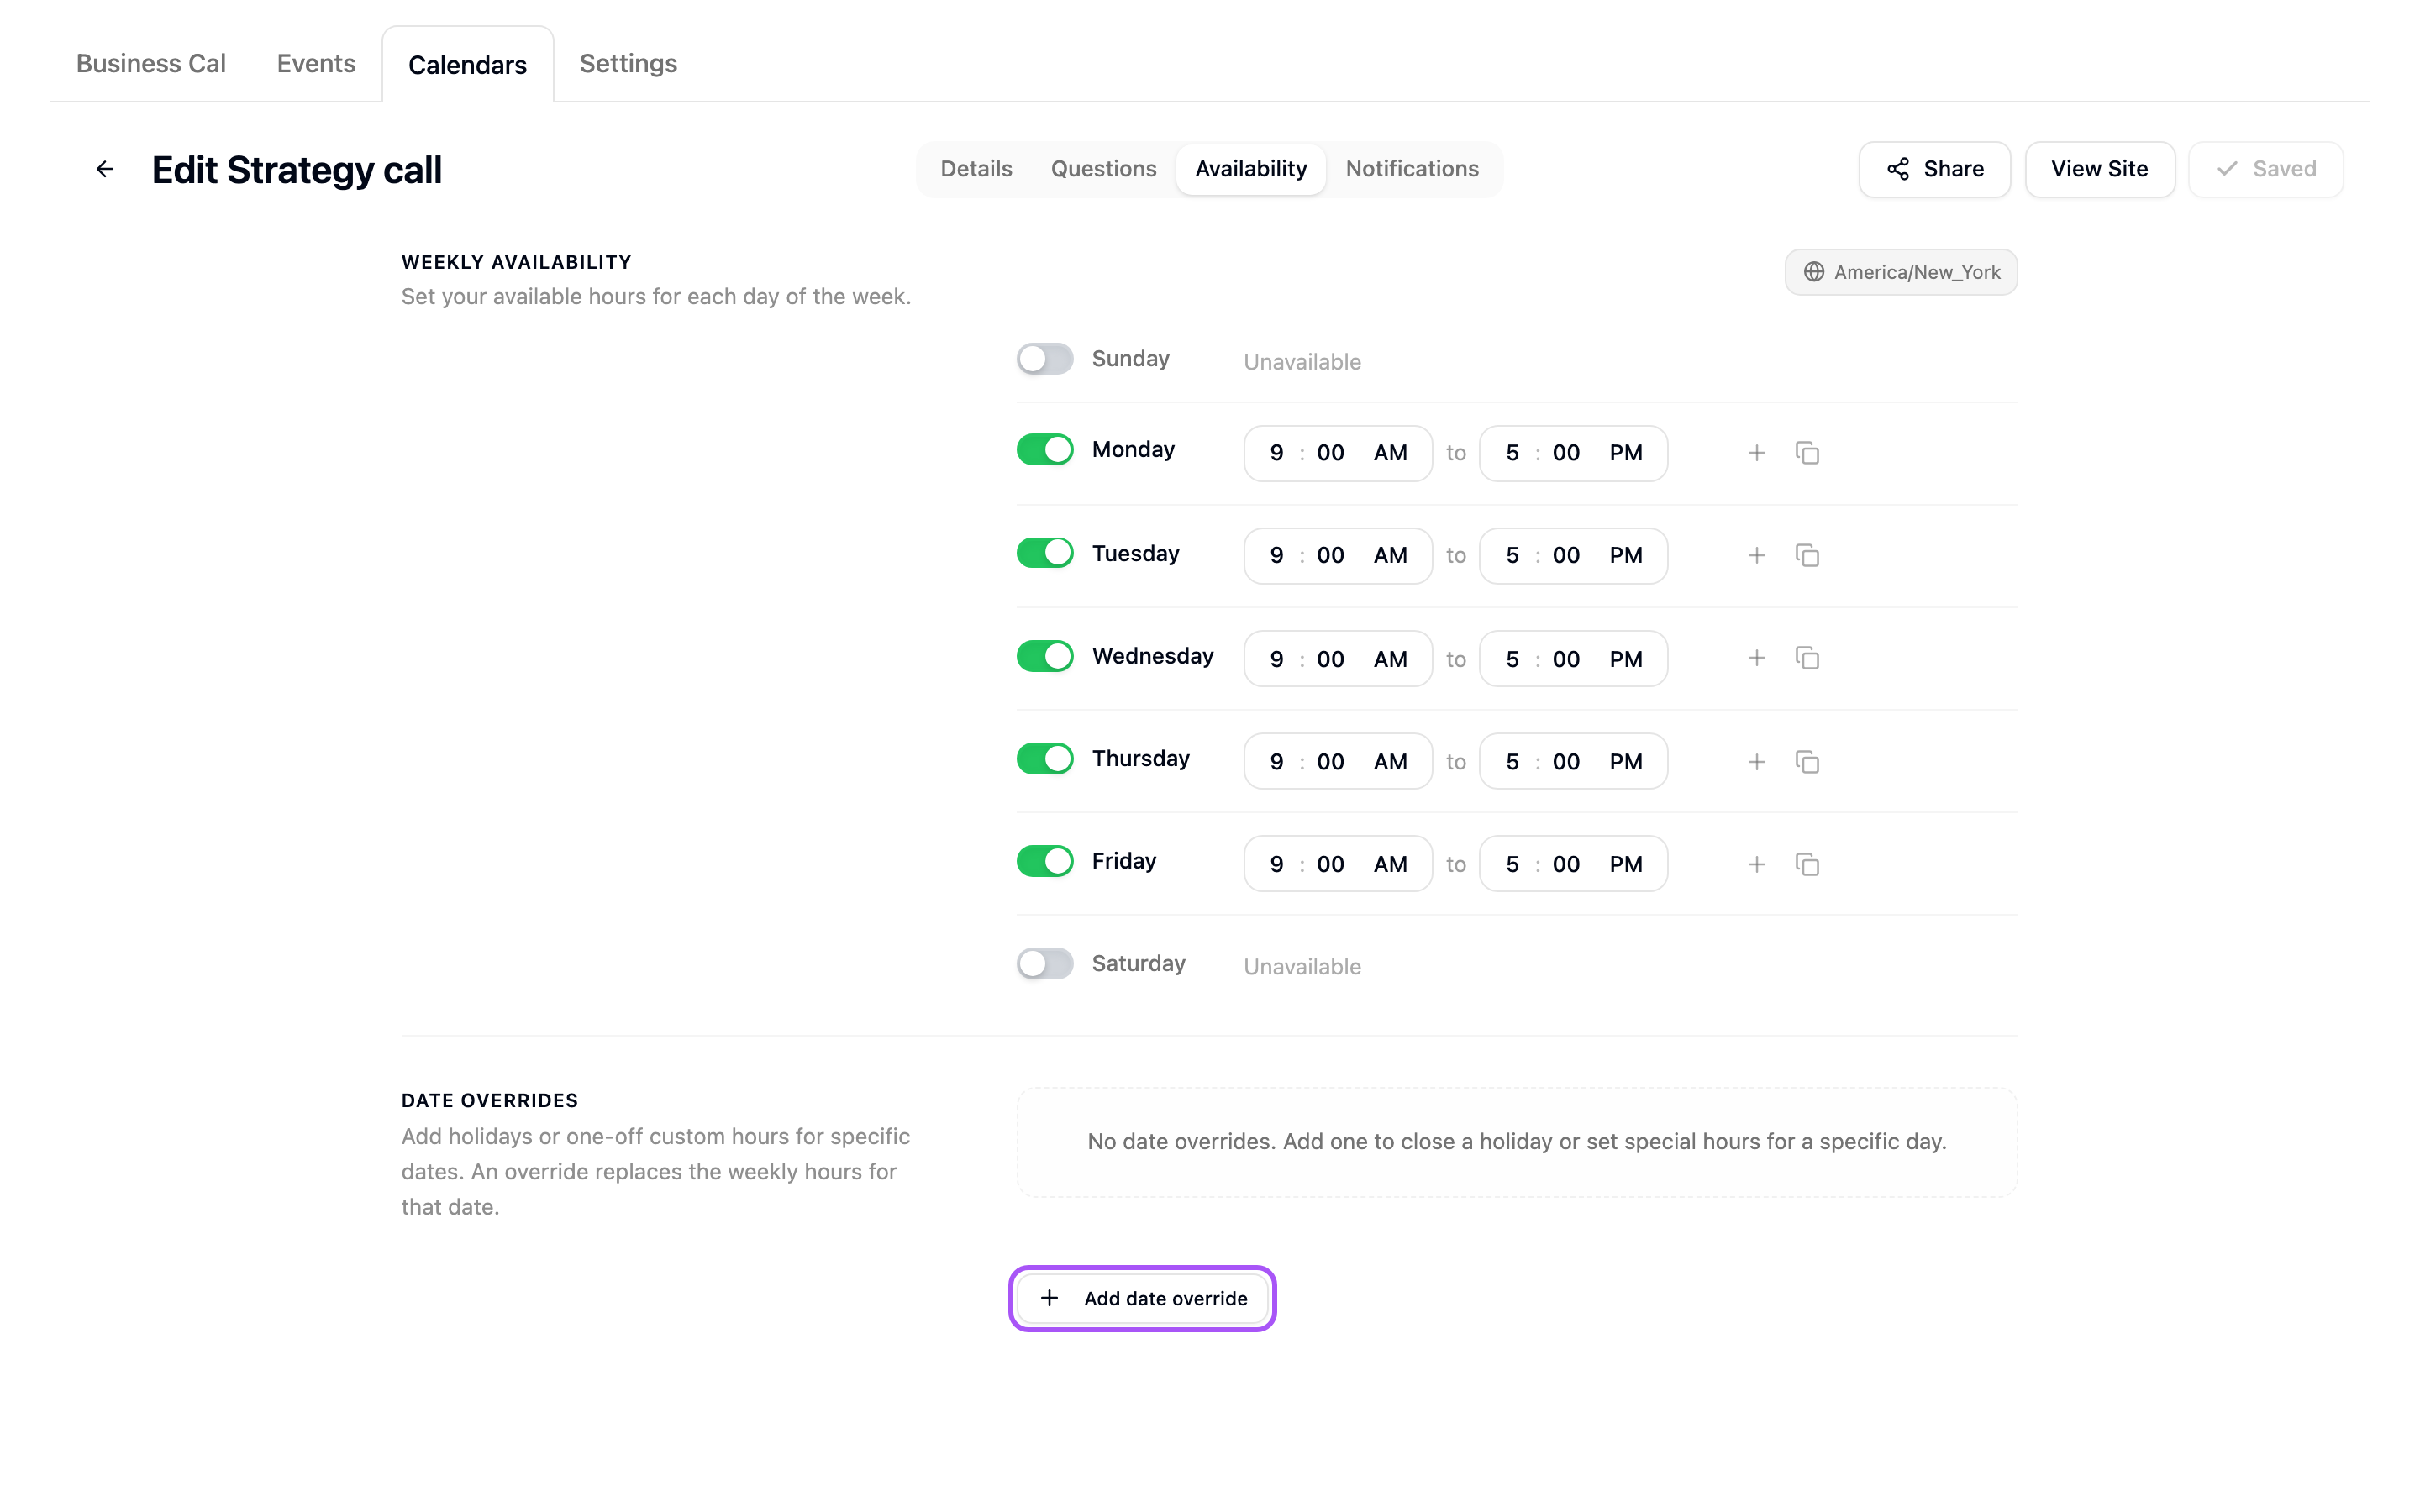 Business Cal Events Calendars Settings
Edit Strategy call
Details Questions Availability Notifications
Share View Site Saved
WEEKLY AVAILABILITY
Set your available hours for each day of the week.
America/New_York
Sunday Unavailable
Monday 9 : 00 AM to 5 : 00 PM
Tuesday 9 : 00 AM to 5 : 00 PM
Wednesday 9 : 00 AM to 5 : 00 PM
Thursday 9 : 00 AM to 5 : 00 PM
Friday 9 : 00 AM to 5 : 00 PM
Saturday Unavailable
DATE OVERRIDES
Add holidays or one-off custom hours for specific
dates. An override replaces the weekly hours for
that date.
No date overrides. Add one to close a holiday or set special hours for a specific day.
Add date override